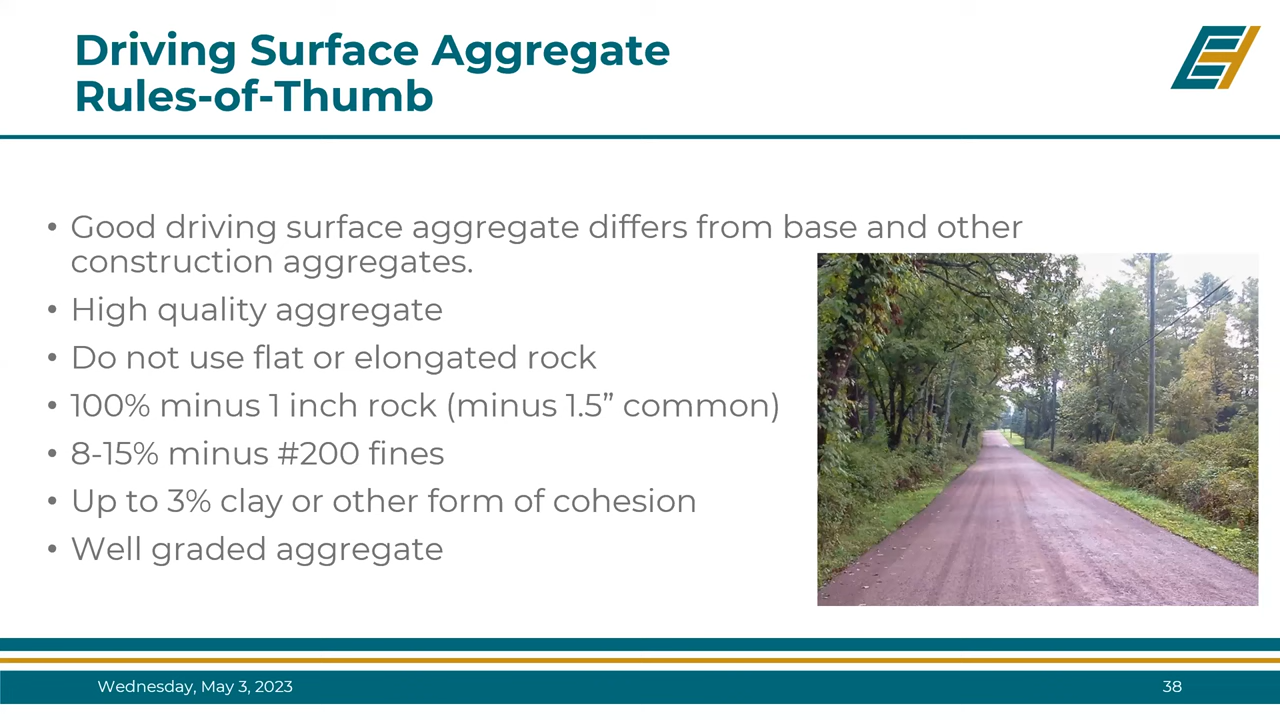 Driving Surface Aggregate
Rules-of-Thumb
• Good driving surface aggregate differs from base and other
construction aggregates.
• High quality aggregate
• Do not use flat or elongated rock
• 100% minus 1 inch rock (minus 1.5” common)
• 8-15% minus #200 fines
• Up to 3% clay or other form of cohesion
• Well graded aggregate
Wednesday, May 3, 2023
38